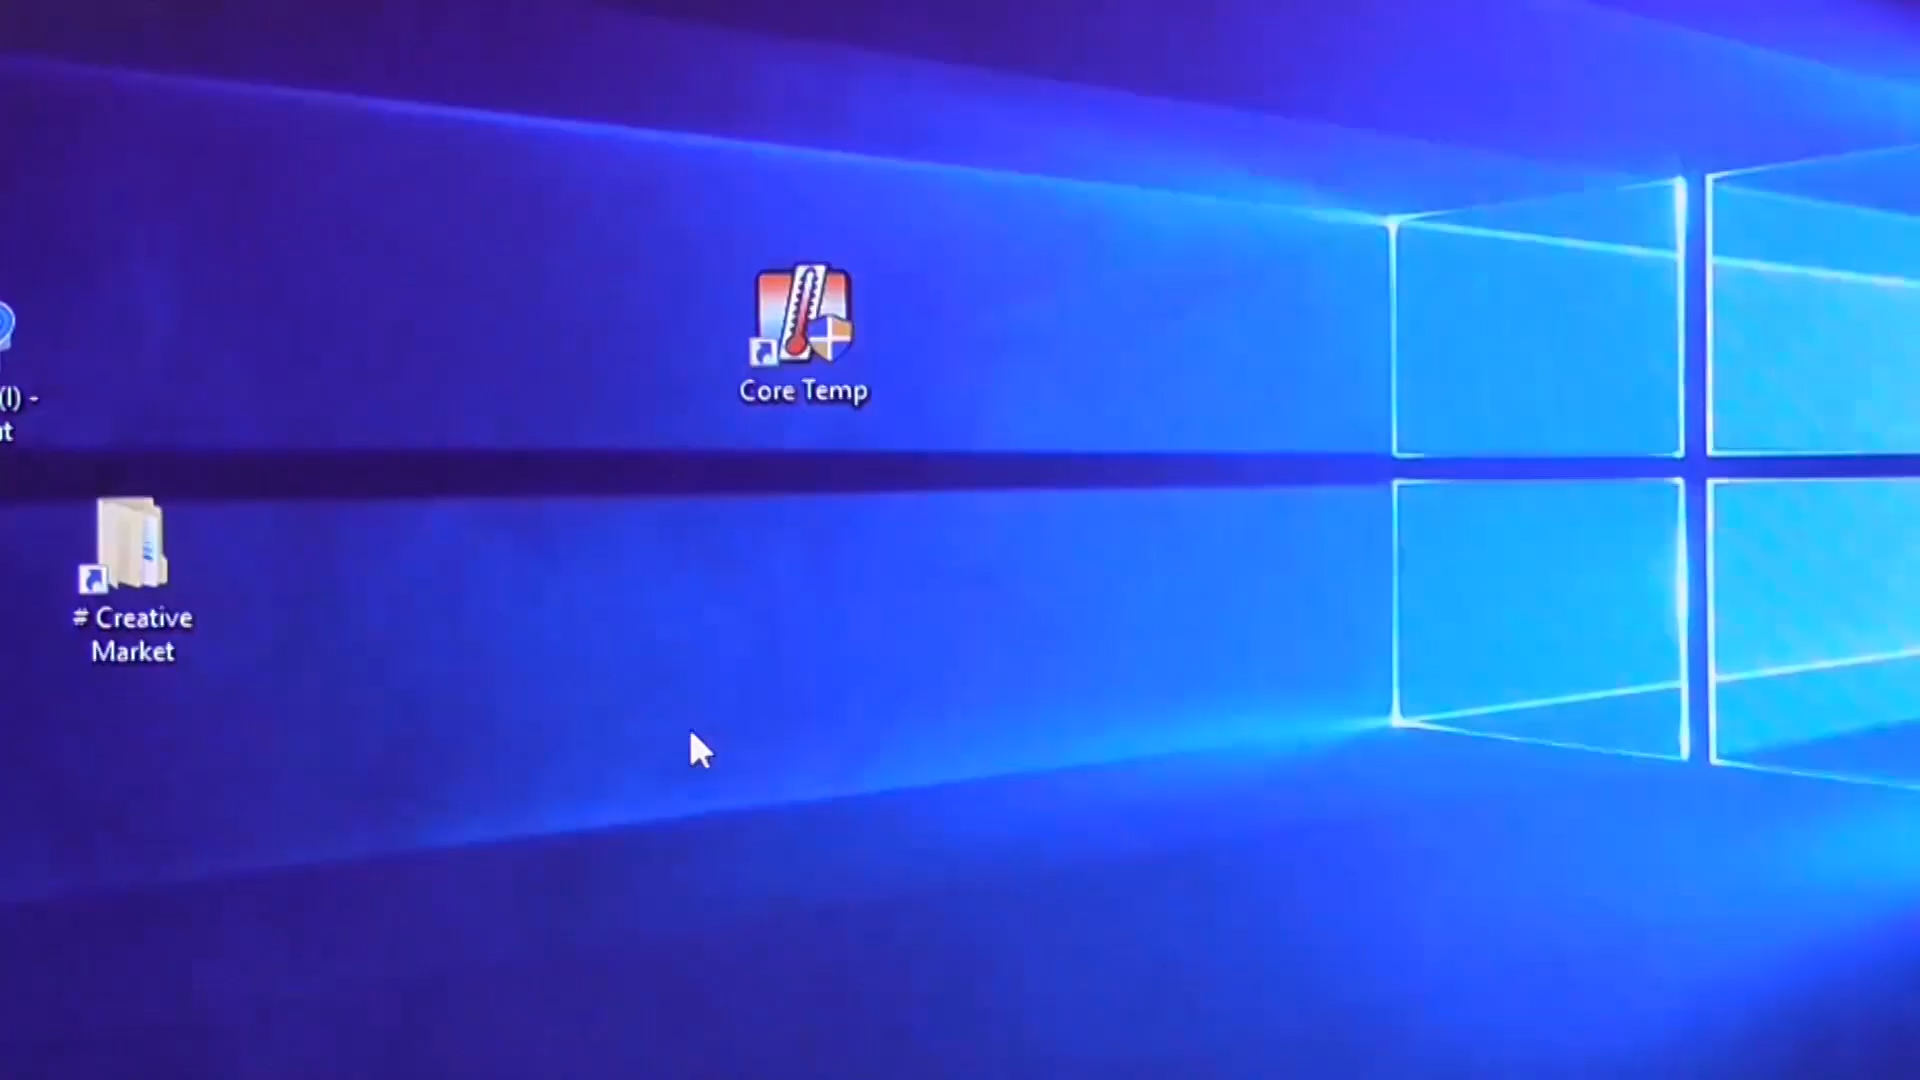 (I) -
Core Temp
# Creative
Market